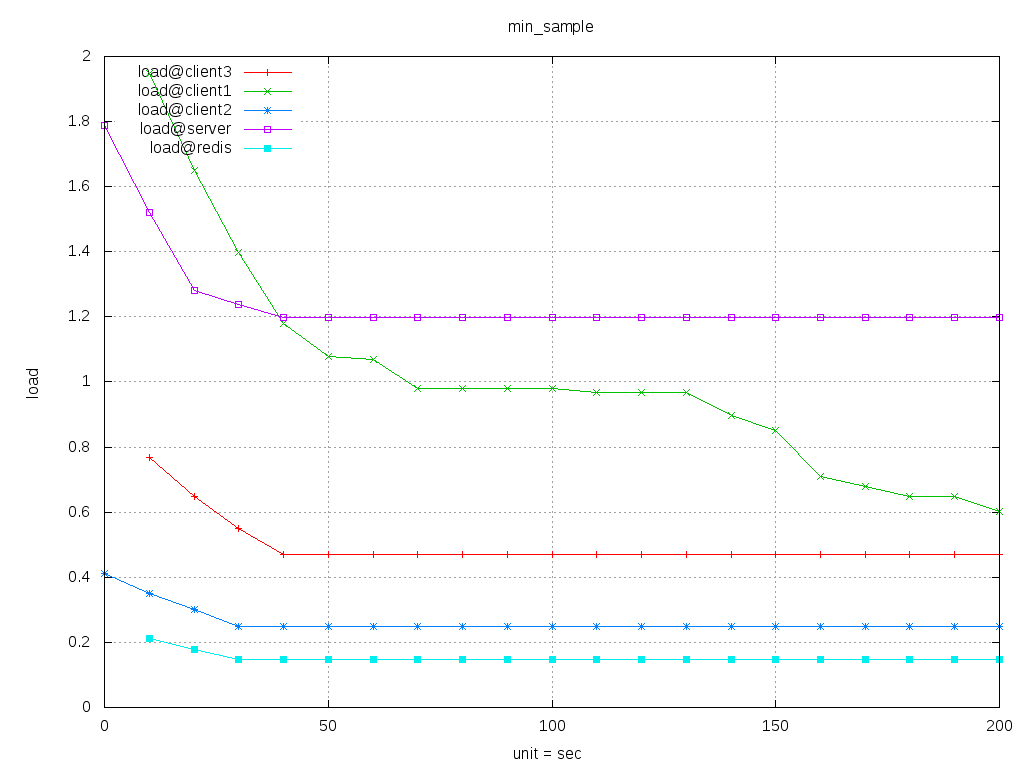 min_sample
load@client3
load@client1
load@client2
load@server
load@redis
2
1.8
1.6
1.4
1.2
1
0.8
0.6
0.4
0.2
0
load
0 50 100 150 200
unit = sec